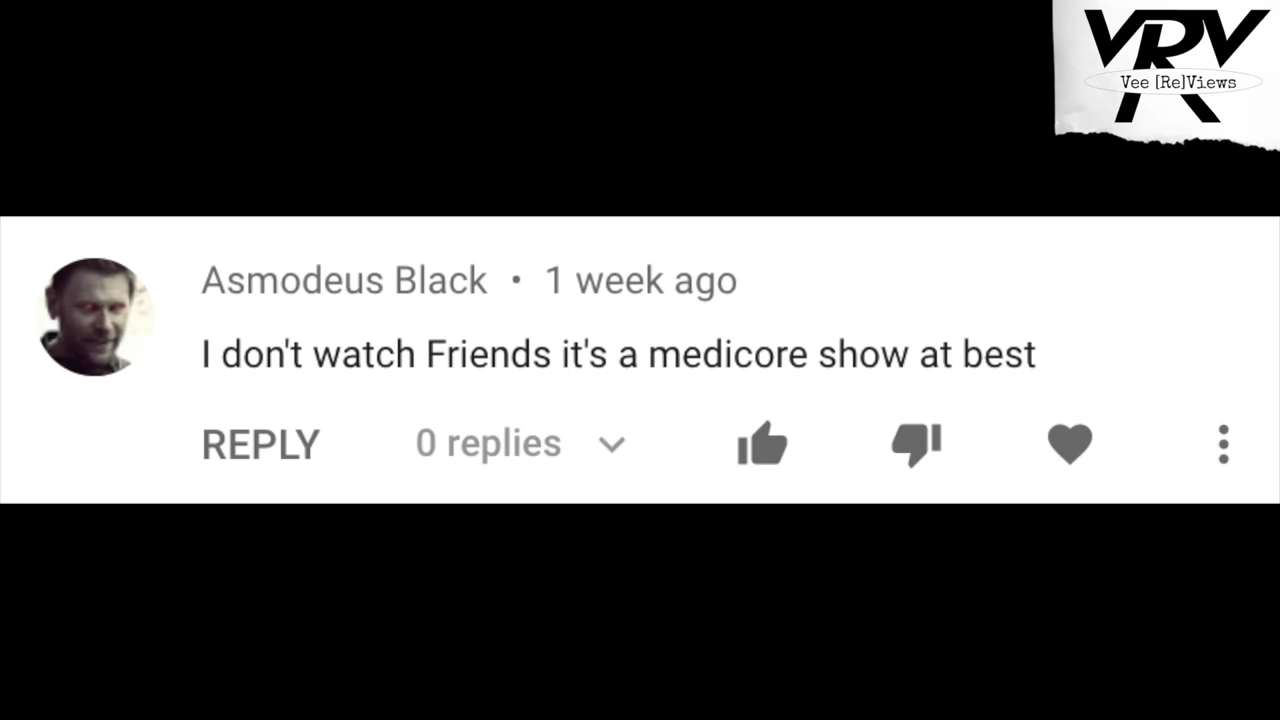 VRV
Vee [Re]Views
Asmodeus Black • 1 week ago
I don't watch Friends it's a medicore show at best
REPLY 0 replies